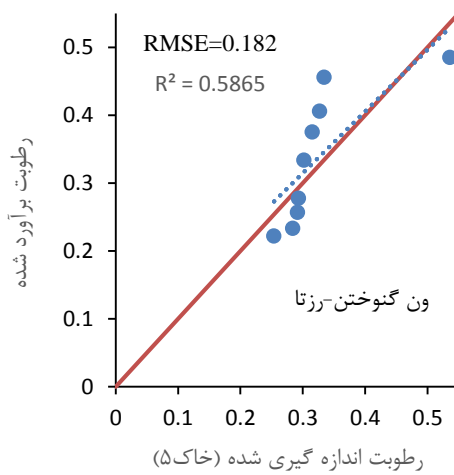 0.5
RMSE=0.182
R² = 0.5865
0.4
0.3
0.2
0.1
0
رطوبت برآورد شده
ون گنوختن-رزتا
0 0.1 0.2 0.3 0.4 0.5
رطوبت اندازه گیری شده (خاک۵)